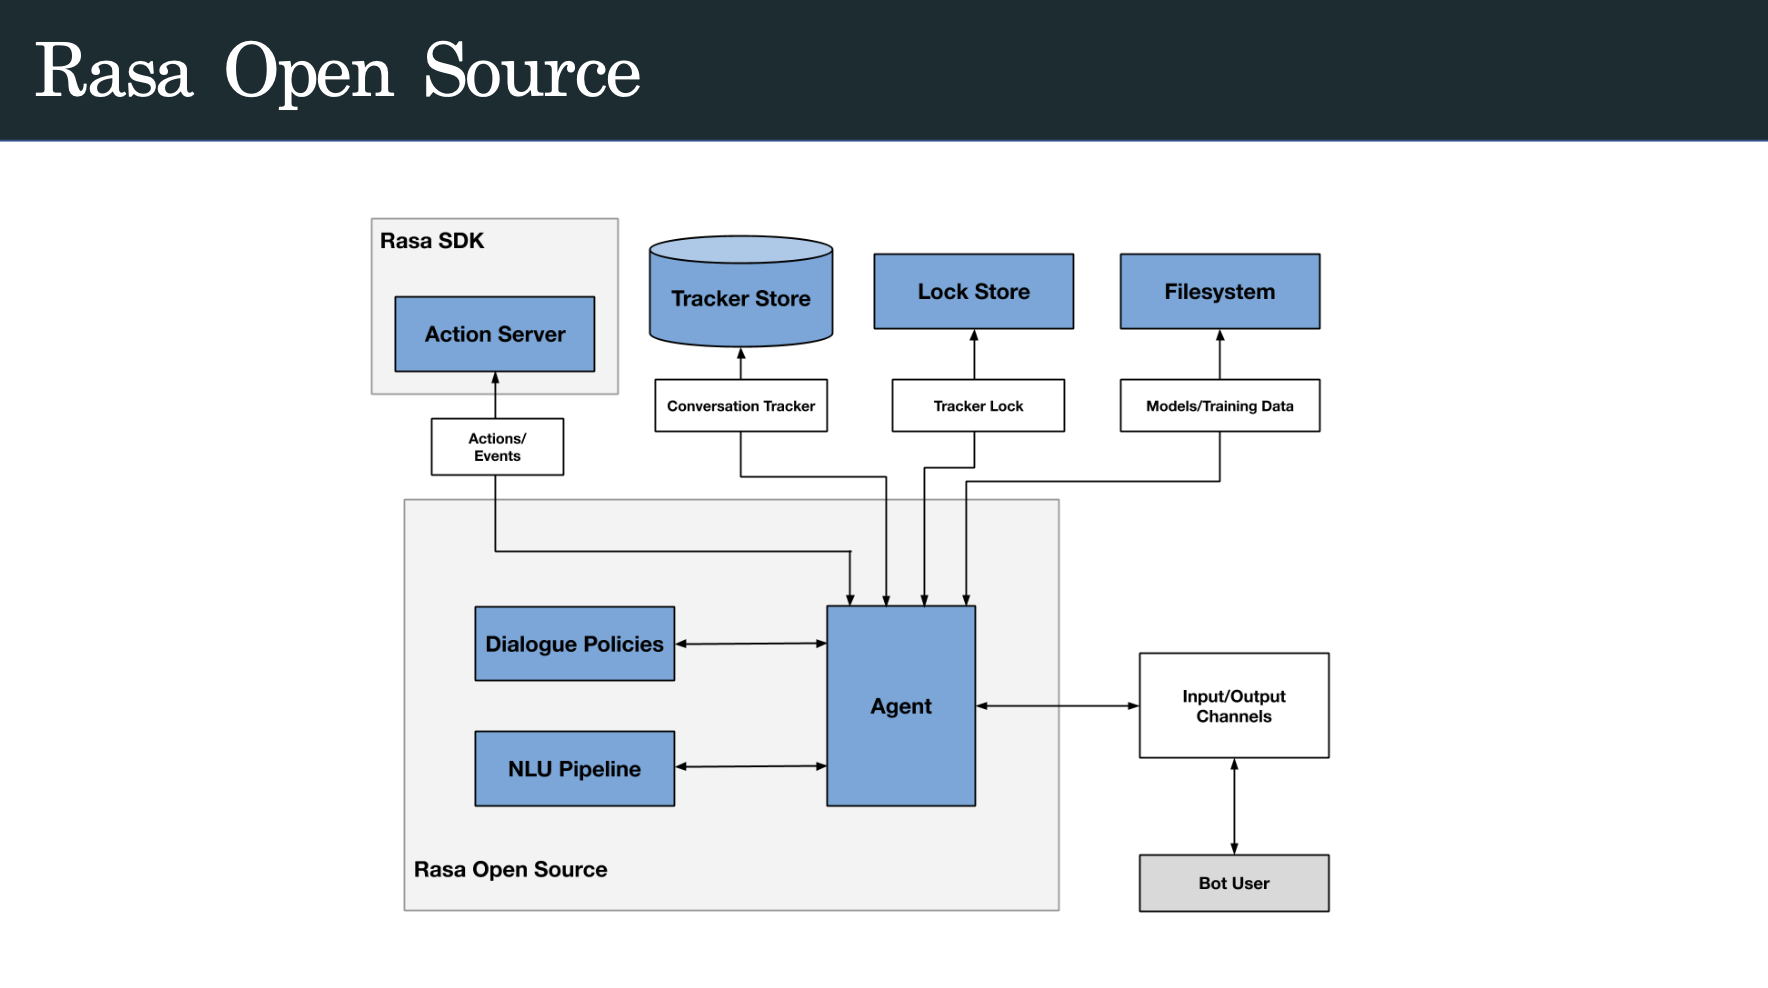 Rasa Open Source
Rasa SDK
Action Server
Tracker Store
Lock Store
Filesystem
Actions/
Events
Conversation Tracker
Tracker Lock
Models/Training Data
Dialogue Policies
NLU Pipeline
Agent
Rasa Open Source
Input/Output
Channels
Bot User